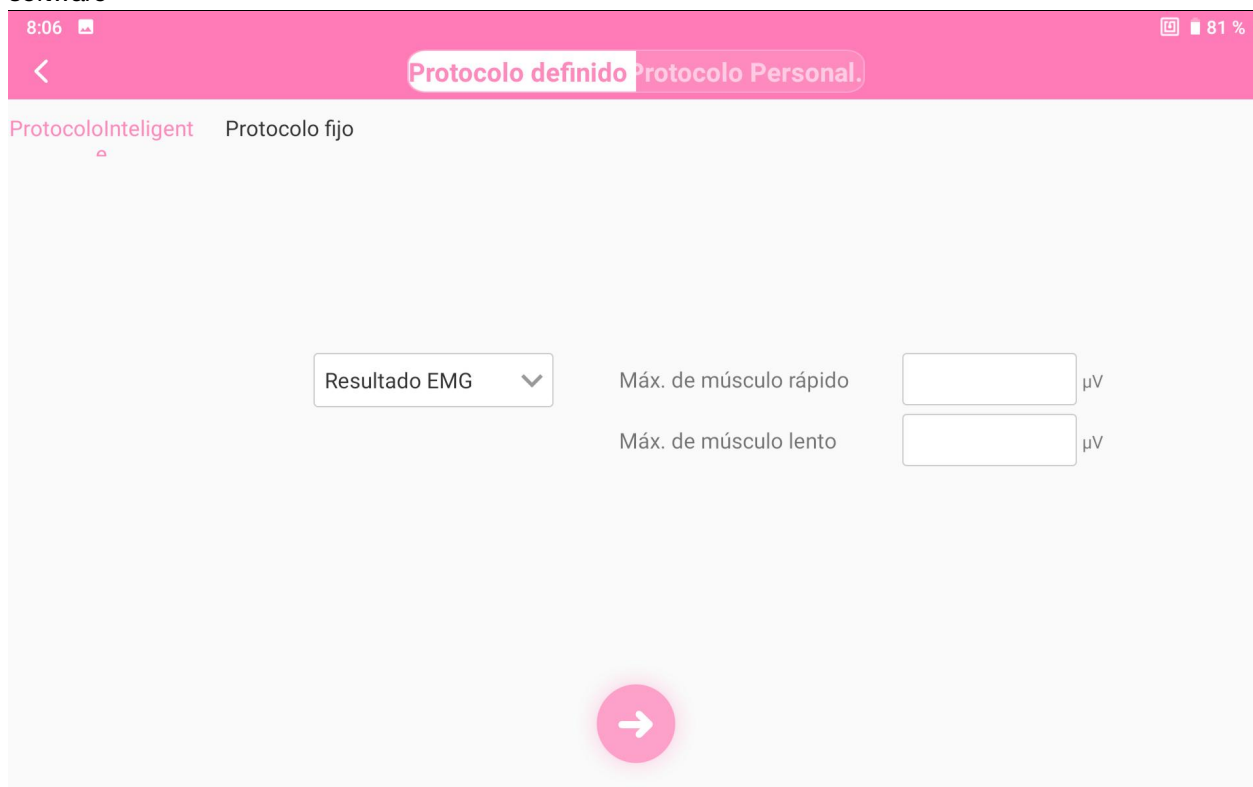 8:06 81 %
Protocolo definido Protocolo Personal.
ProtocoloInteligent Protocolo fijo
e
Resultado EMG Máx. de músculo rápido µV
Máx. de músculo lento µV